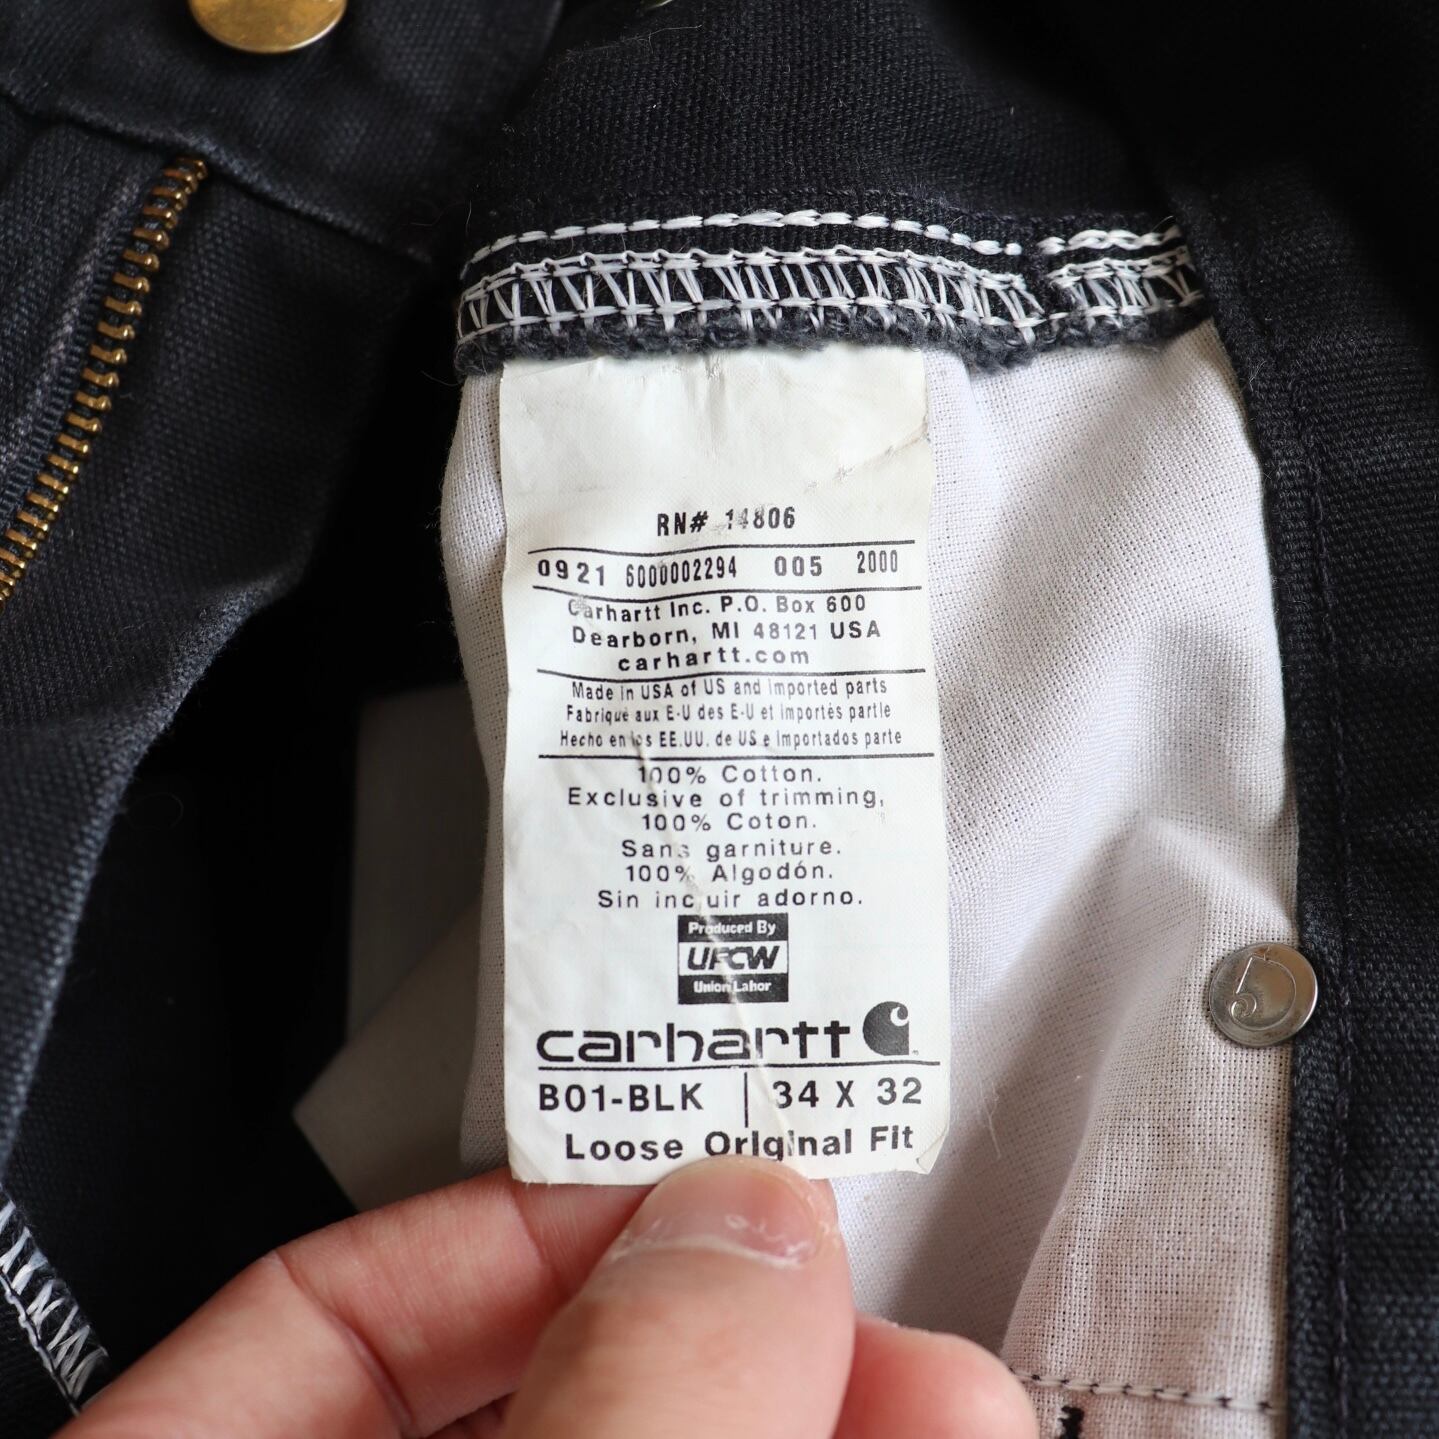 RN# 14806
0921 6000002294 005 2000
Carhartt Inc. P.O. Box 600
Dearborn, MI 48121 USA
carhartt.com
Made in USA of US and Imported parts
Fabriqué aux E-U des E-U et importés partie
Hecho en los EE.UU. de US e importados parte
100% Cotton.
Exclusive of trimming,
100% Coton.
Sans garniture.
100% Algodón.
Sin incluir adorno.
Produced By
UFCW
Union Labor
carhartt
B01-BLK | 34 X 32
Loose Original Fit
5